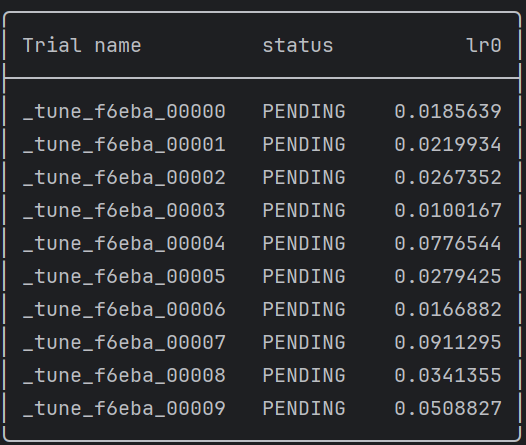 Trial name status lr0
_tune_f6eba_00000 PENDING 0.0185639
_tune_f6eba_00001 PENDING 0.0219934
_tune_f6eba_00002 PENDING 0.0267352
_tune_f6eba_00003 PENDING 0.0100167
_tune_f6eba_00004 PENDING 0.0776544
_tune_f6eba_00005 PENDING 0.0279425
_tune_f6eba_00006 PENDING 0.0166882
_tune_f6eba_00007 PENDING 0.0911295
_tune_f6eba_00008 PENDING 0.0341355
_tune_f6eba_00009 PENDING 0.0508827